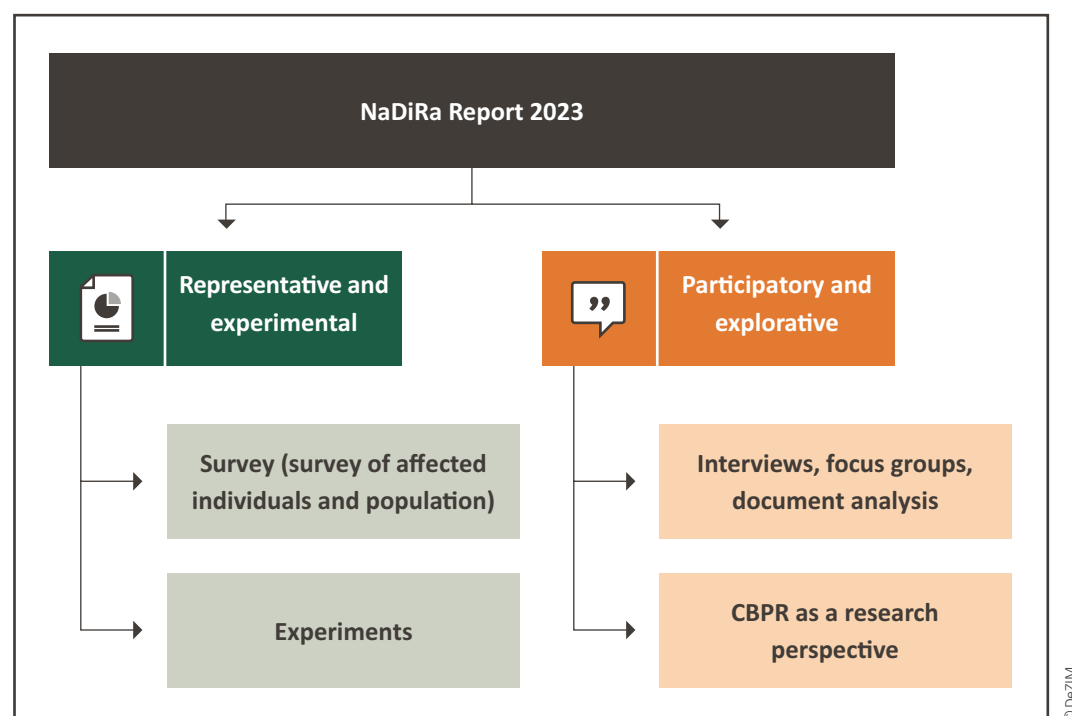 NaDiRa Report 2023
Representative and
experimental
Participatory and
explorative
Survey (survey of affected
individuals and population)
Interviews, focus groups,
document analysis
Experiments
CBPR as a research
perspective
© DeZIM